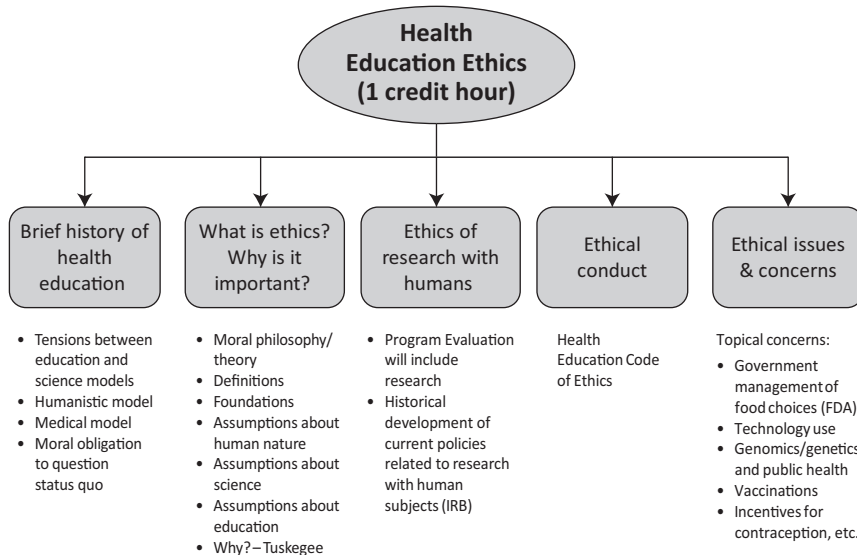 Health
Education Ethics
(1 credit hour)
Brief history of
health
education
What is ethics?
Why is it
important?
Ethics of
research with
humans
Ethical
conduct
Ethical issues
& concerns
• Tensions between
education and
science models
• Humanistic model
• Medical model
• Moral obligation
to question
status quo
• Moral philosophy/
theory
• Definitions
• Foundations
• Assumptions about
human nature
• Assumptions about
science
• Assumptions about
education
• Why?–Tuskegee
• Program Evaluation
will include
research
• Historical
development of
current policies
related to research
with human
subjects (IRB)
Health
Education Code
of Ethics
Topical concerns:
• Government
management of
food choices (FDA)
• Technology use
• Genomics/genetics
and public health
• Vaccinations
• Incentives for
contraception, etc.